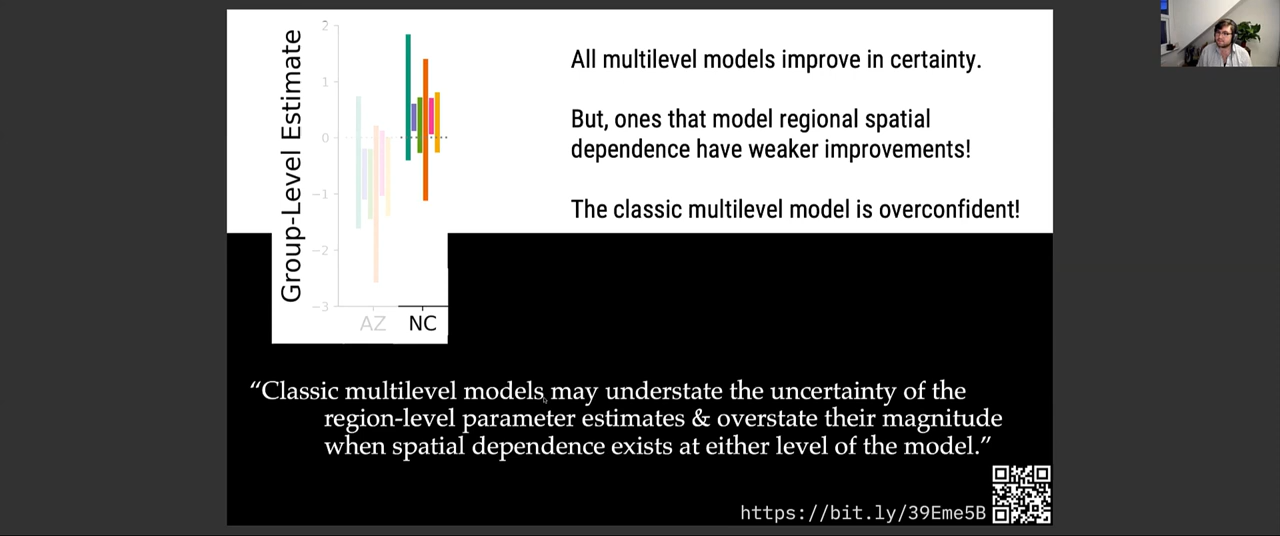 Group-Level Estimate
2
1
0
−1
−2
−3
AZ
NC
All multilevel models improve in certainty.
But, ones that model regional spatial
dependence have weaker improvements!
The classic multilevel model is overconfident!
“Classic multilevel models may understate the uncertainty of the
region-level parameter estimates & overstate their magnitude
when spatial dependence exists at either level of the model.”
https://bit.ly/39Eme5B